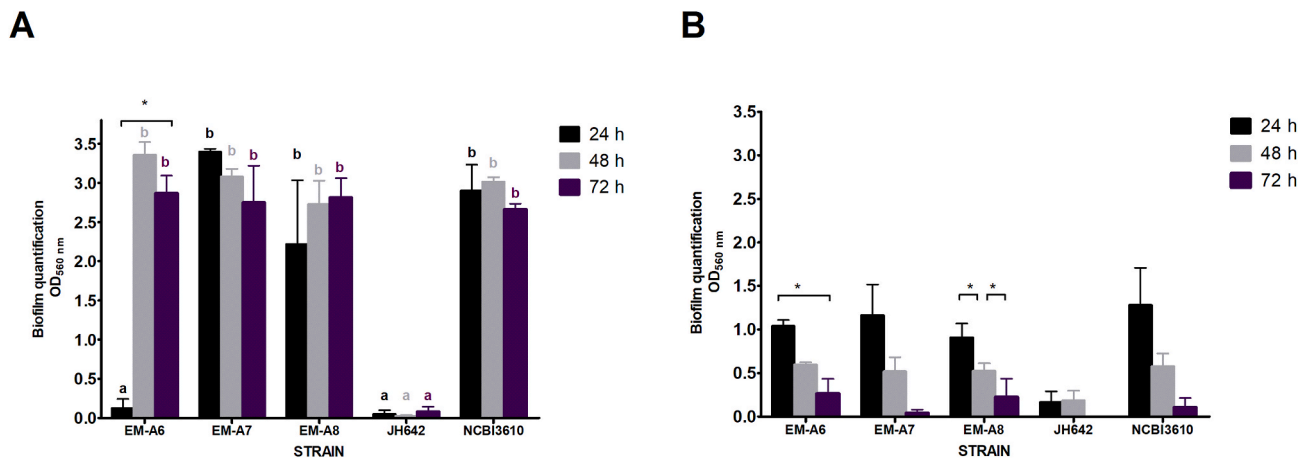 A
B
Biofilm quantification
OD560 nm
3.5
3.0
2.5
2.0
1.5
1.0
0.5
0.0
*
a
b
b
b
b
b
b
b
b
a
a
a
b
b
b
24 h
48 h
72 h
EM-A6
EM-A7
EM-A8
JH642
NCBI3610
STRAIN
Biofilm quantification
OD560 nm
3.5
3.0
2.5
2.0
1.5
1.0
0.5
0.0
*
*
*
24 h
48 h
72 h
EM-A6
EM-A7
EM-A8
JH642
NCBI3610
STRAIN